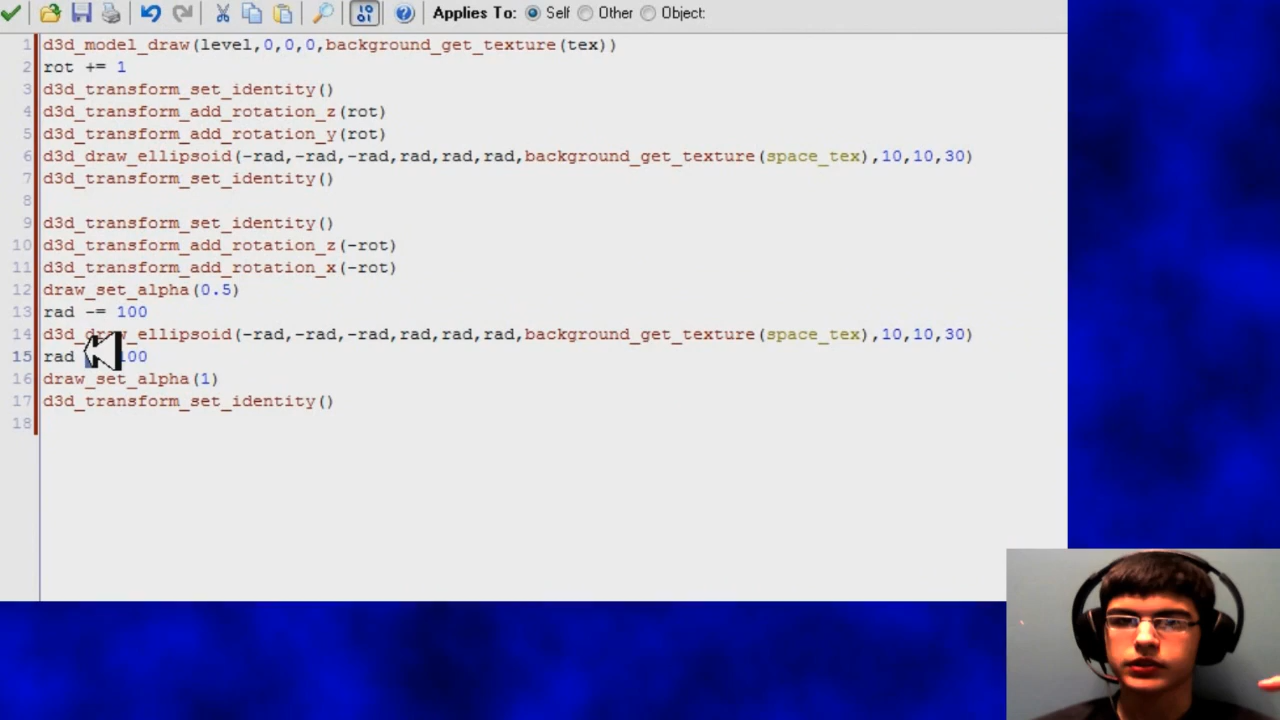 Applies To: Self Other Object:
1 d3d_model_draw(level,0,0,0,background_get_texture(tex))
2 rot += 1
3 d3d_transform_set_identity()
4 d3d_transform_add_rotation_z(rot)
5 d3d_transform_add_rotation_y(rot)
6 d3d_draw_ellipsoid(-rad,-rad,-rad,rad,rad,rad,background_get_texture(space_tex),10,10,30)
7 d3d_transform_set_identity()
8
9 d3d_transform_set_identity()
10 d3d_transform_add_rotation_z(-rot)
11 d3d_transform_add_rotation_x(-rot)
12 draw_set_alpha(0.5)
13 rad -= 100
14 d3d_draw_ellipsoid(-rad,-rad,-rad,rad,rad,rad,background_get_texture(space_tex),10,10,30)
15 rad 100
16 draw_set_alpha(1)
17 d3d_transform_set_identity()
18